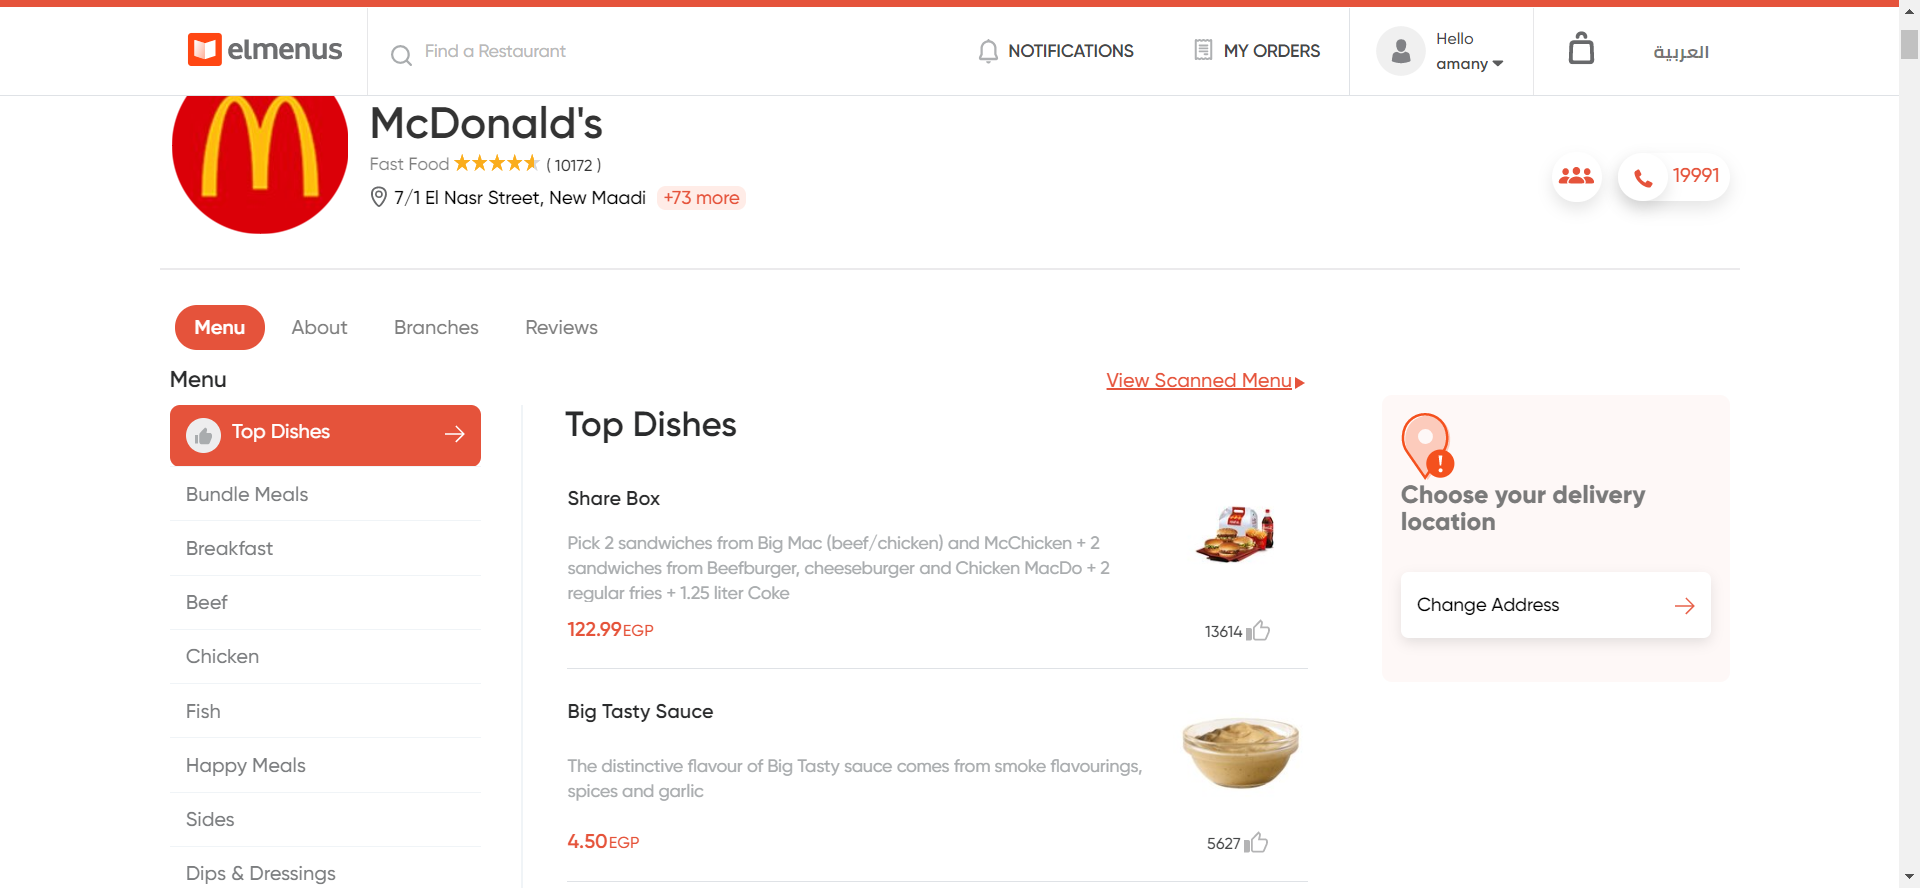 elmenus
Find a Restaurant
NOTIFICATIONS
MY ORDERS
Hello
amany
العربية
McDonald's
Fast Food ( 10172 )
7/1 El Nasr Street, New Maadi +73 more
19991
Menu
About
Branches
Reviews
Menu
View Scanned Menu
Top Dishes
Bundle Meals
Breakfast
Beef
Chicken
Fish
Happy Meals
Sides
Dips & Dressings
Top Dishes
Share Box
Pick 2 sandwiches from Big Mac (beef/chicken) and McChicken + 2
sandwiches from Beefburger, cheeseburger and Chicken MacDo + 2
regular fries + 1.25 liter Coke
122.99 EGP
13614
Big Tasty Sauce
The distinctive flavour of Big Tasty sauce comes from smoke flavourings,
spices and garlic
4.50 EGP
5627
Choose your delivery
location
Change Address